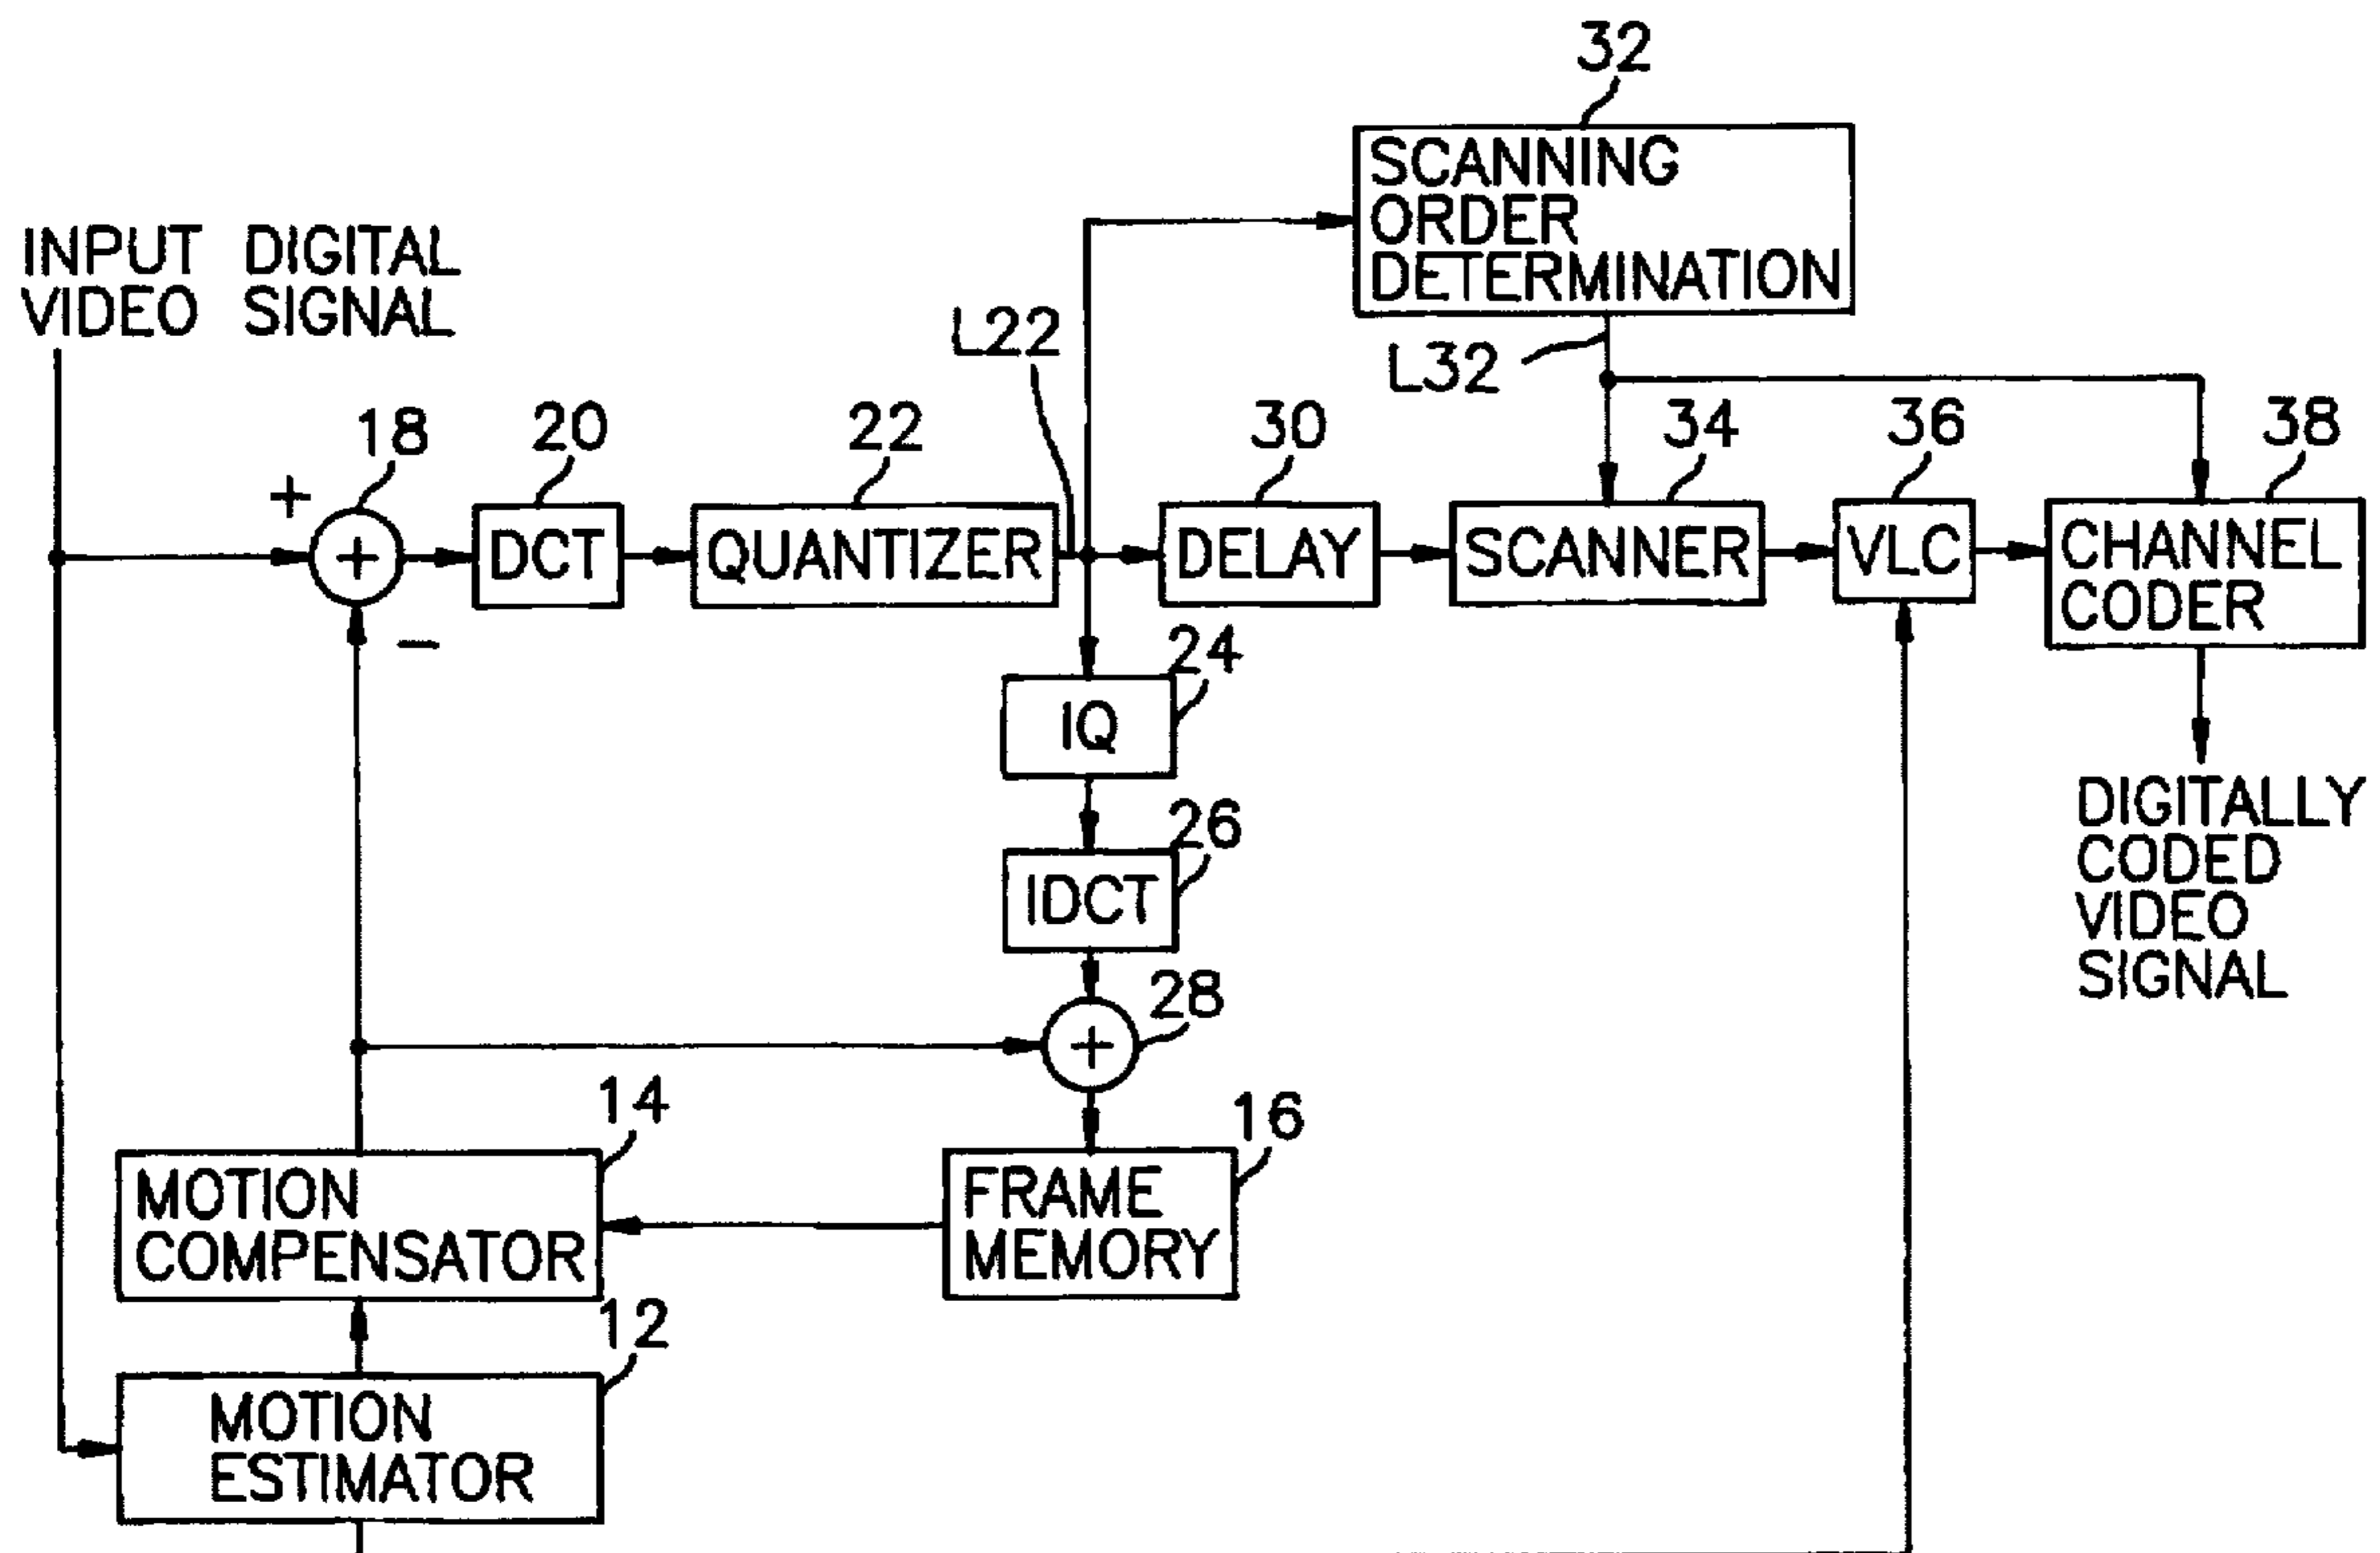 32
SCANNING
ORDER
DETERMINATION
INPUT DIGITAL
VIDEO SIGNAL
L22
L32
18
20
22
30
34
36
38
+
+
DCT
QUANTIZER
DELAY
SCANNER
VLC
CHANNEL
CODER
−
24
IQ
26
IDCT
DIGITALLY
CODED
VIDEO
SIGNAL
28
+
14
16
MOTION
COMPENSATOR
FRAME
MEMORY
12
MOTION
ESTIMATOR